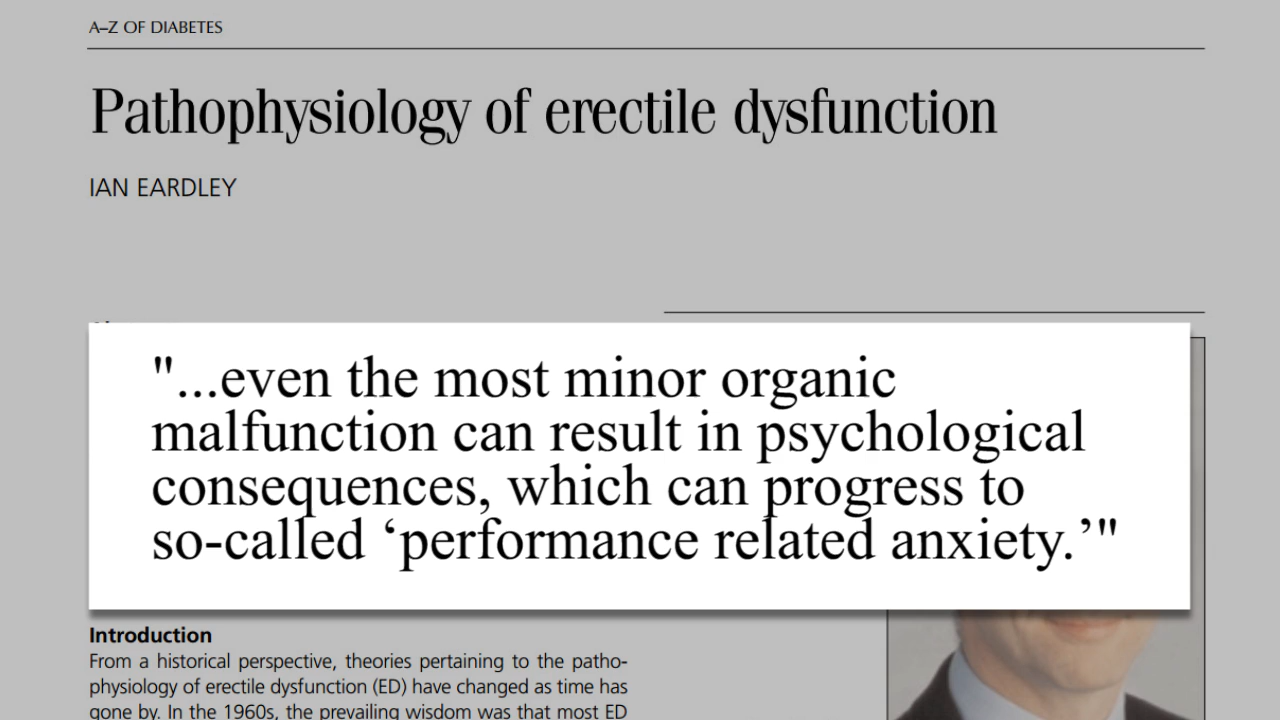 A–Z OF DIABETES
Pathophysiology of erectile dysfunction
IAN EARDLEY
"...even the most minor organic
malfunction can result in psychological
consequences, which can progress to
so-called ‘performance related anxiety.’"
Introduction
From a historical perspective, theories pertaining to the patho-
physiology of erectile dysfunction (ED) have changed as time has
gone by. In the 1960s, the prevailing wisdom was that most ED